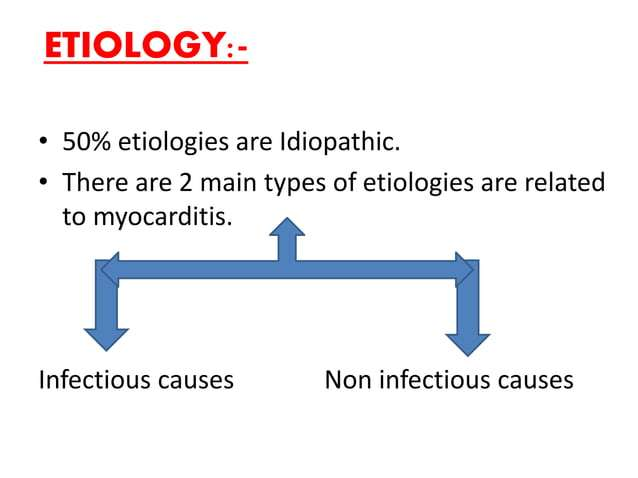 ETIOLOGY:-
• 50% etiologies are Idiopathic.
• There are 2 main types of etiologies are related
to myocarditis.
Infectious causes Non infectious causes